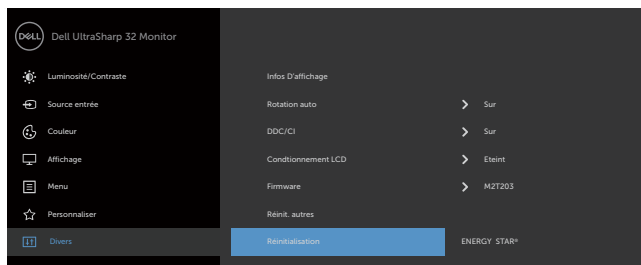 DELL Dell UltraSharp 32 Monitor
Luminosité/Contraste Infos D'affichage
Source entrée Rotation auto Sur
Couleur DDC/CI Sur
Affichage Condtionnement LCD Eteint
Menu Firmware M2T203
Personnaliser Réinit. autres
Divers Réinitialisation ENERGY STAR®